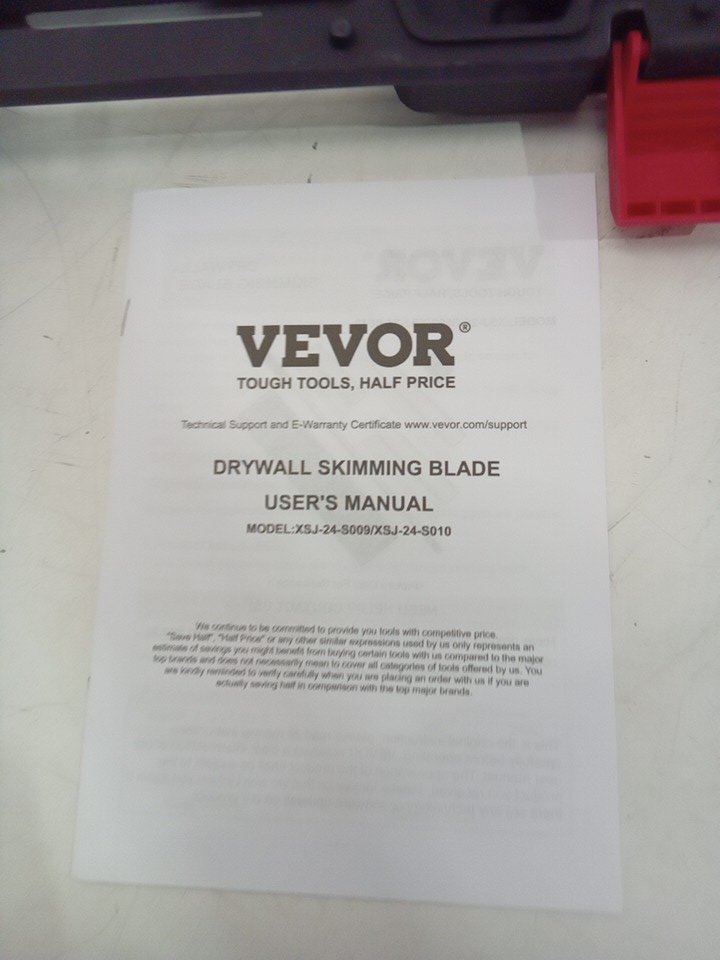 VEVOR®
TOUGH TOOLS, HALF PRICE
Technical Support and E-Warranty Certificate www.vevor.com/support
DRYWALL SKIMMING BLADE
USER'S MANUAL
MODEL:XSJ-24-S009/XSJ-24-S010
We continue to be committed to provide you tools with competitive price.
"Save Half", "Half Price" or any other similar expressions used by us only represents an
estimate of savings you might benefit from buying certain tools with us compared to the major
top brands and does not necessarily mean to cover all categories of tools offered by us. You
are kindly reminded to verify carefully when you are placing an order with us if you are
actually saving half in comparison with the top major brands.